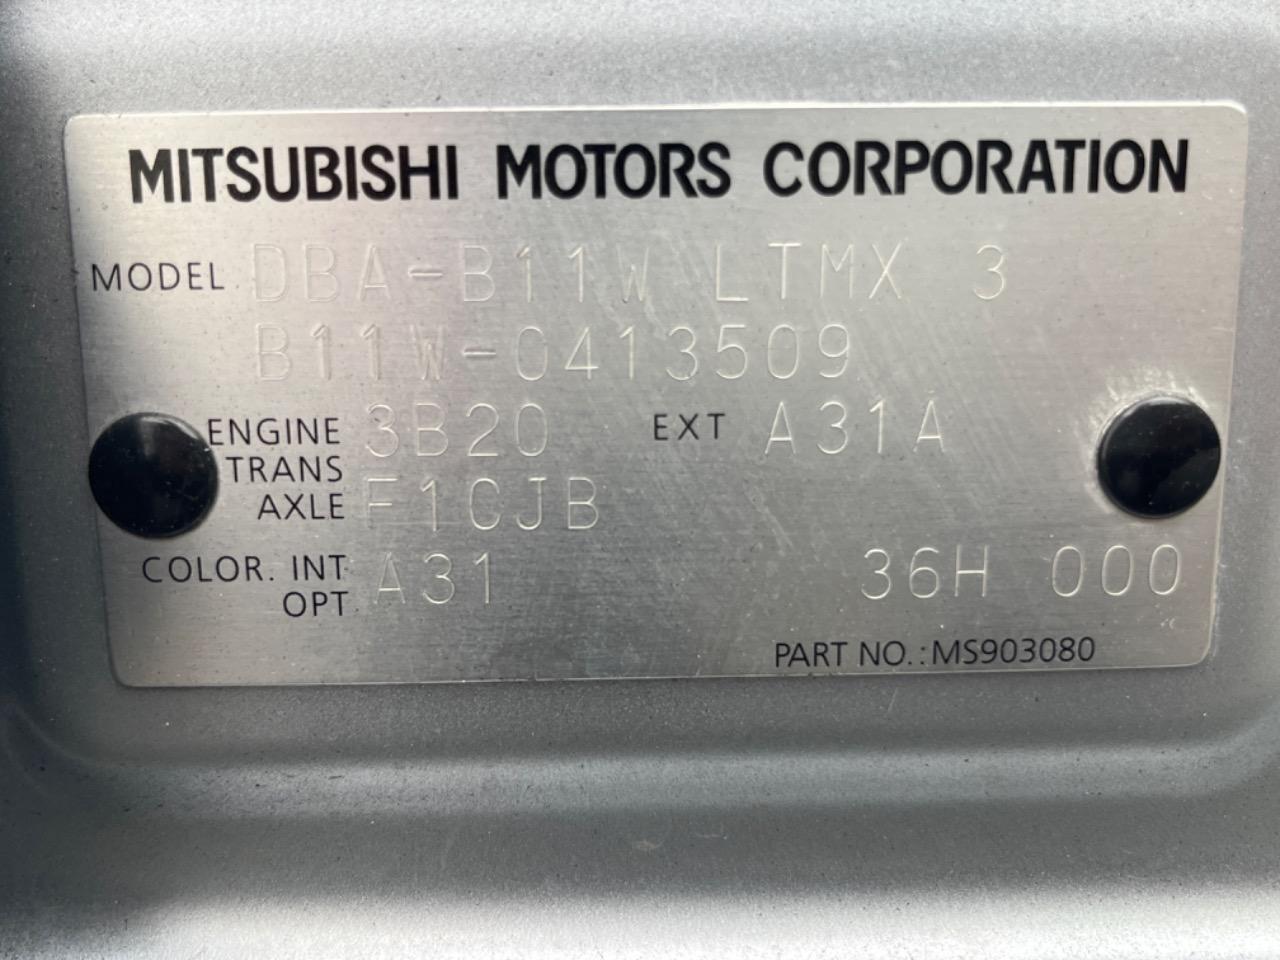 MITSUBISHI MOTORS CORPORATION
MODEL DBA-B11W LTMX 3
B11W-0413509
ENGINE 3B20 EXT A31A
TRANS
AXLE F1CJB
COLOR. INT A31 36H 000
OPT
PART NO.:MS903080